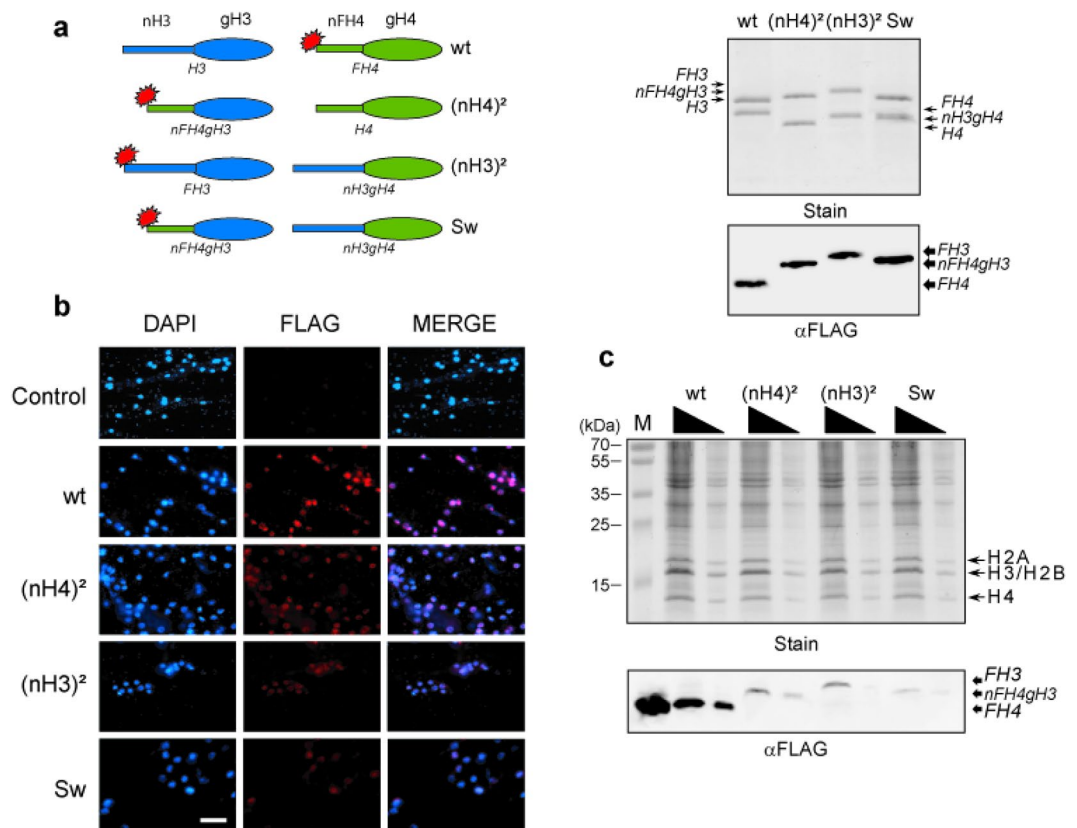 a
nH3 gH3 nFH4 gH4
H3 FH4 wt
nFH4gH3 H4 (nH4)²
FH3 nH3gH4 (nH3)²
nFH4gH3 nH3gH4 Sw
wt (nH4)² (nH3)² Sw
FH3
nFH4gH3
H3
FH4
nH3gH4
H4
Stain
FH3
nFH4gH3
FH4
αFLAG
b
DAPI FLAG MERGE
Control
wt
(nH4)²
(nH3)²
Sw
c
wt (nH4)² (nH3)² Sw
(kDa) M
70
55
35
25
15
H2A
H3/H2B
H4
Stain
FH3
nFH4gH3
FH4
αFLAG